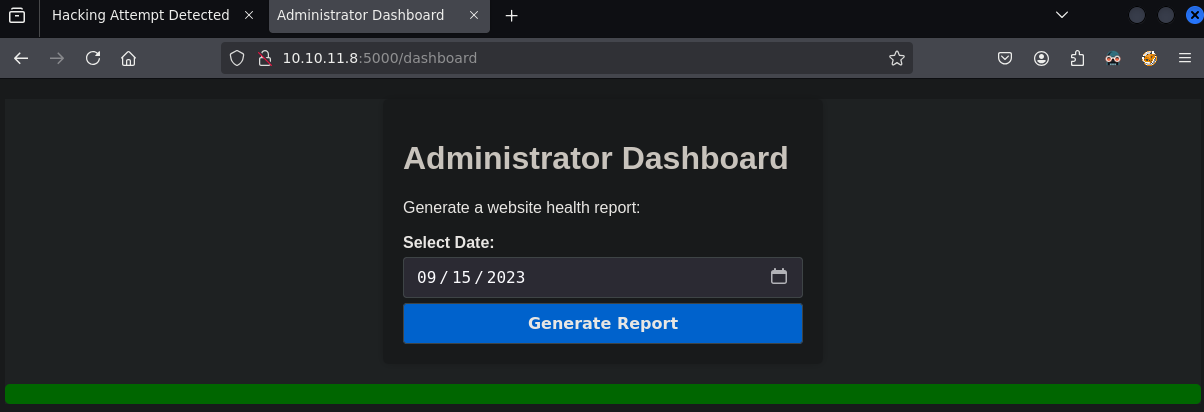 Hacking Attempt Detected
Administrator Dashboard
10.10.11.8:5000/dashboard
Administrator Dashboard
Generate a website health report:
Select Date:
09/15/2023
Generate Report